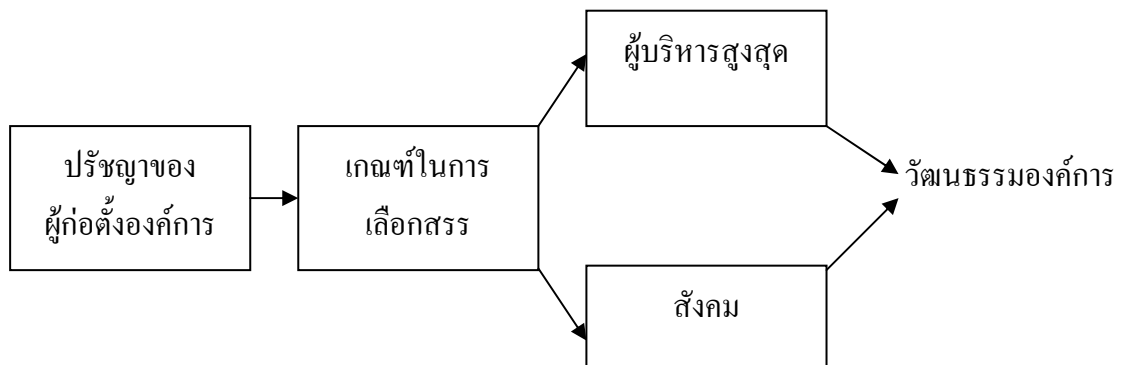 ปรัชญาของ
ผู้ก่อตั้งองค์การ
เกณฑ์ในการ
เลือกสรร
ผู้บริหารสูงสุด
สังคม
วัฒนธรรมองค์การ